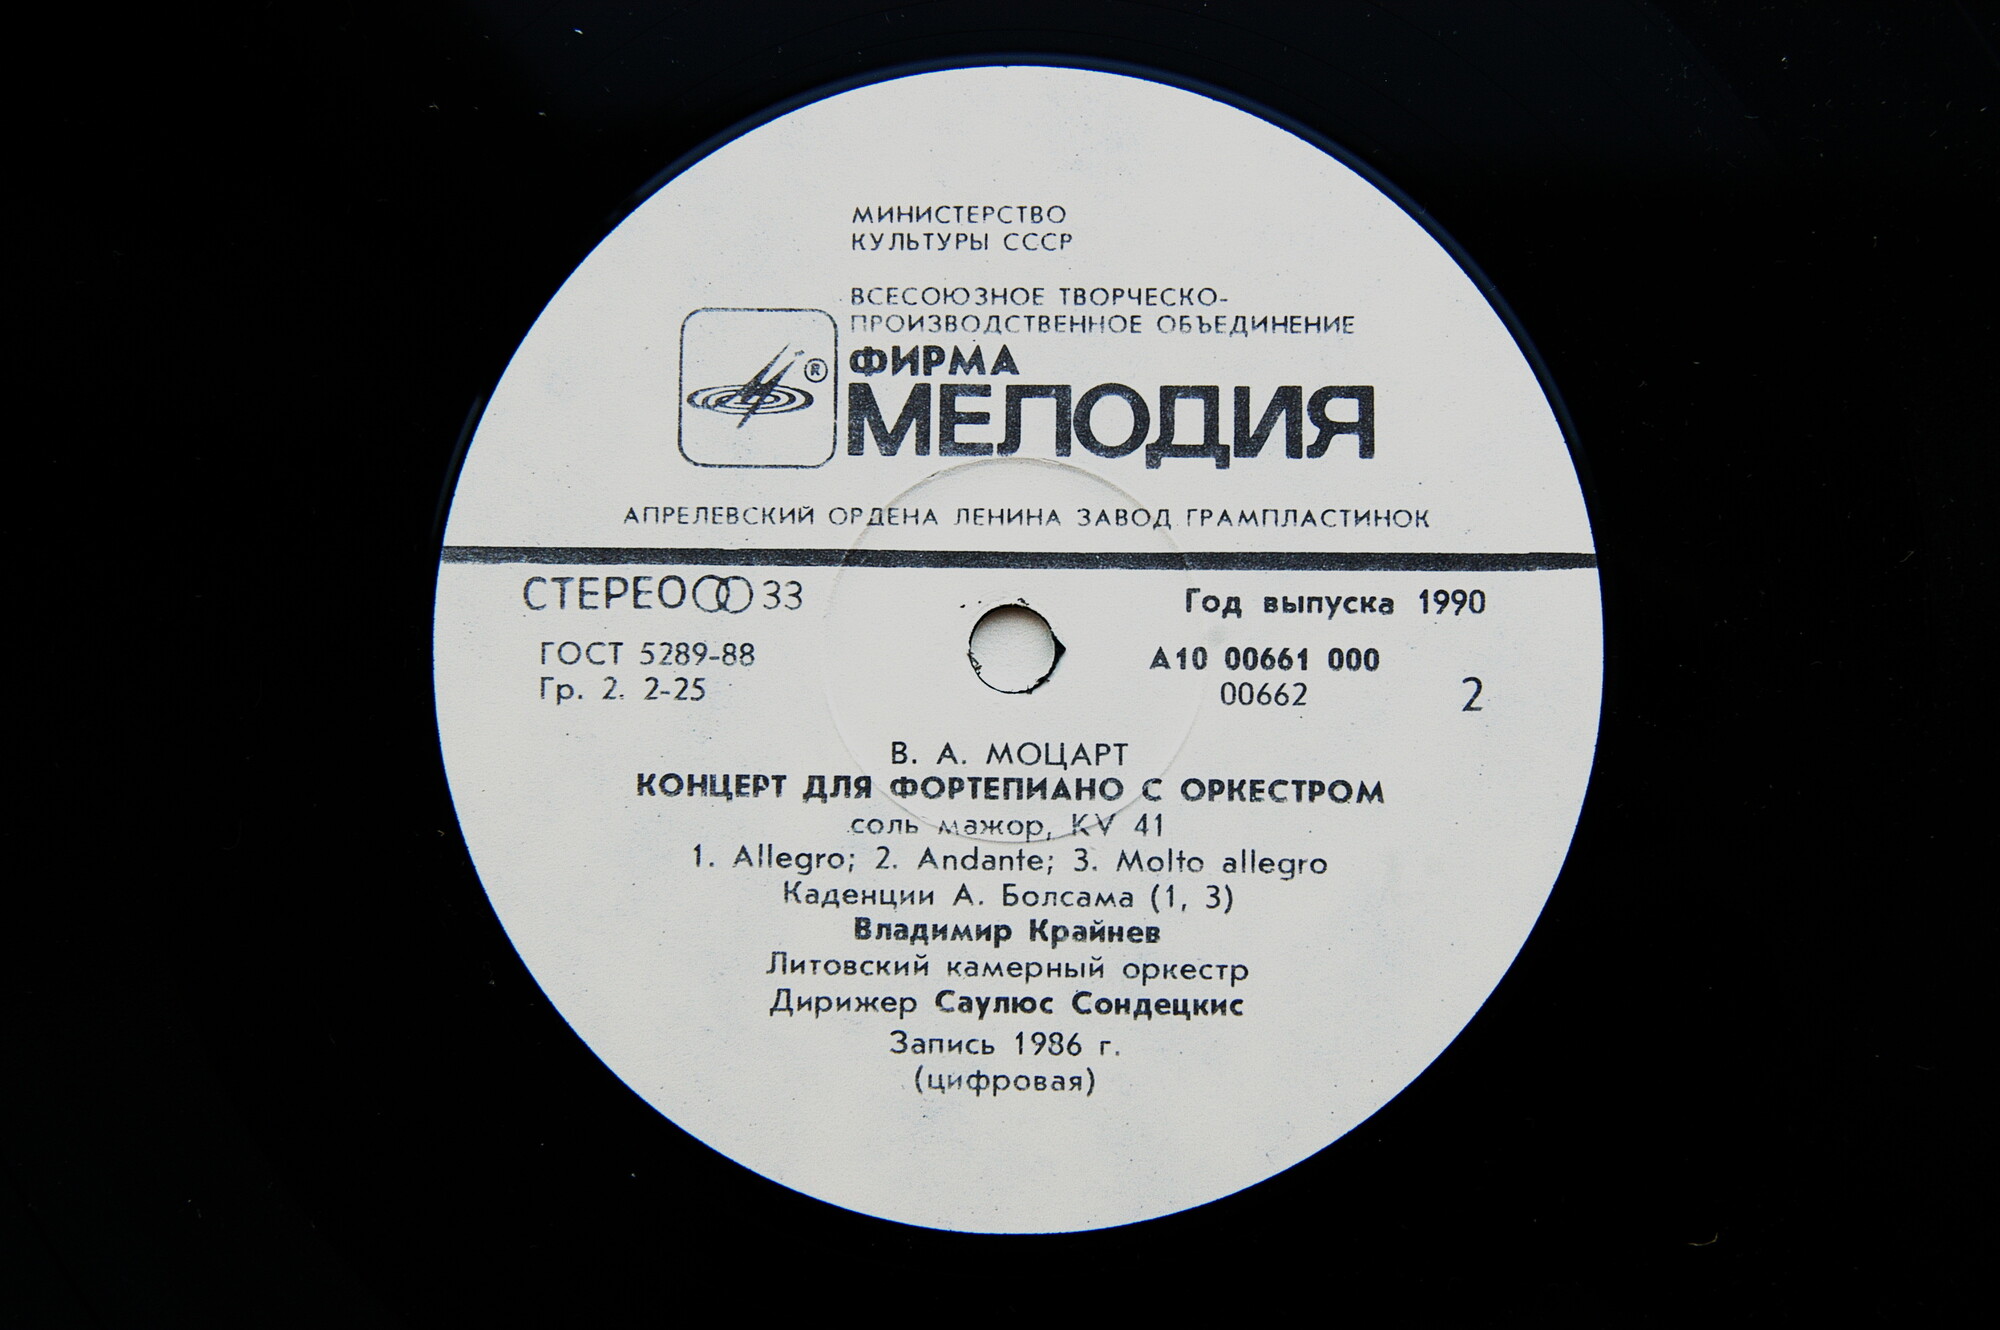 МИНИСТЕРСТВО
КУЛЬТУРЫ СССР
ВСЕСОЮЗНОЕ ТВОРЧЕСКО-
ПРОИЗВОДСТВЕННОЕ ОБЪЕДИНЕНИЕ
®
ФИРМА
МЕЛОДИЯ
АПРЕЛЕВСКИЙ ОРДЕНА ЛЕНИНА ЗАВОД ГРАМПЛАСТИНОК
СТЕРЕО 33
Год выпуска 1990
ГОСТ 5289-88
А10 00661 000
Гр. 2. 2-25
00662
2
В. А. МОЦАРТ
КОНЦЕРТ ДЛЯ ФОРТЕПИАНО С ОРКЕСТРОМ
соль мажор, KV 41
1. Allegro; 2. Andante; 3. Molto allegro
Каденции А. Болсама (1, 3)
Владимир Крайнев
Литовский камерный оркестр
Дирижер Саулюс Сондецкис
Запись 1986 г.
(цифровая)